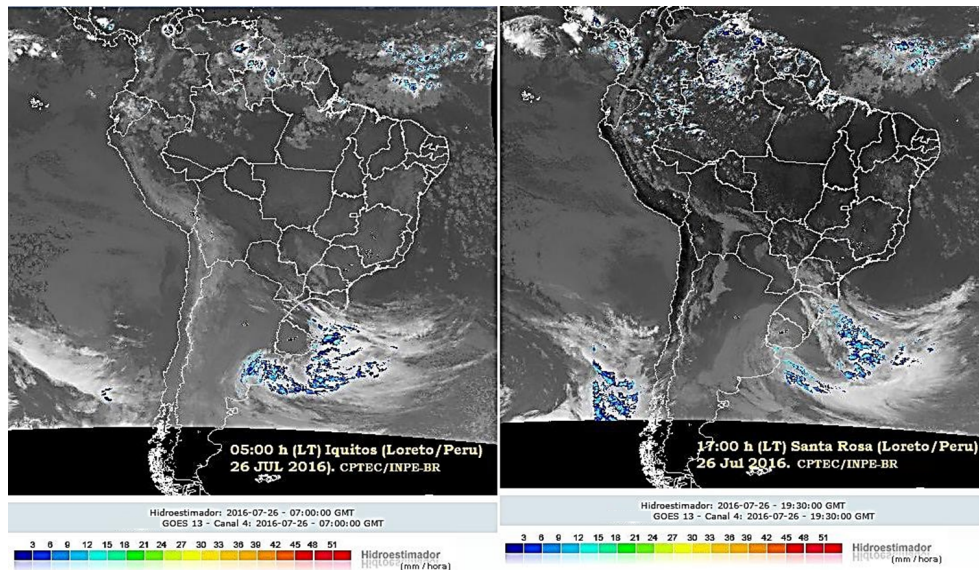 05:00 h (LT) Iquitos (Loreto/Peru)
26 JUL 2016). CPTEC/INPE-BR
Hidroestimador: 2016-07-26 - 07:00:00 GMT
GOES 13 - Canal 4: 2016-07-26 - 07:00:00 GMT
3 6 9 12 15 18 21 24 27 30 33 36 39 42 45 48 51
Hidroestimador
(mm/hora)
17:00 h (LT) Santa Rosa (Loreto/Peru)
26 Jul 2016. CPTEC/INPE-BR
Hidroestimador: 2016-07-26 - 19:30:00 GMT
GOES 13 - Canal 4: 2016-07-26 - 19:30:00 GMT
3 6 9 12 15 18 21 24 27 30 33 36 39 42 45 48 51
Hidroestimador
(mm/hora)